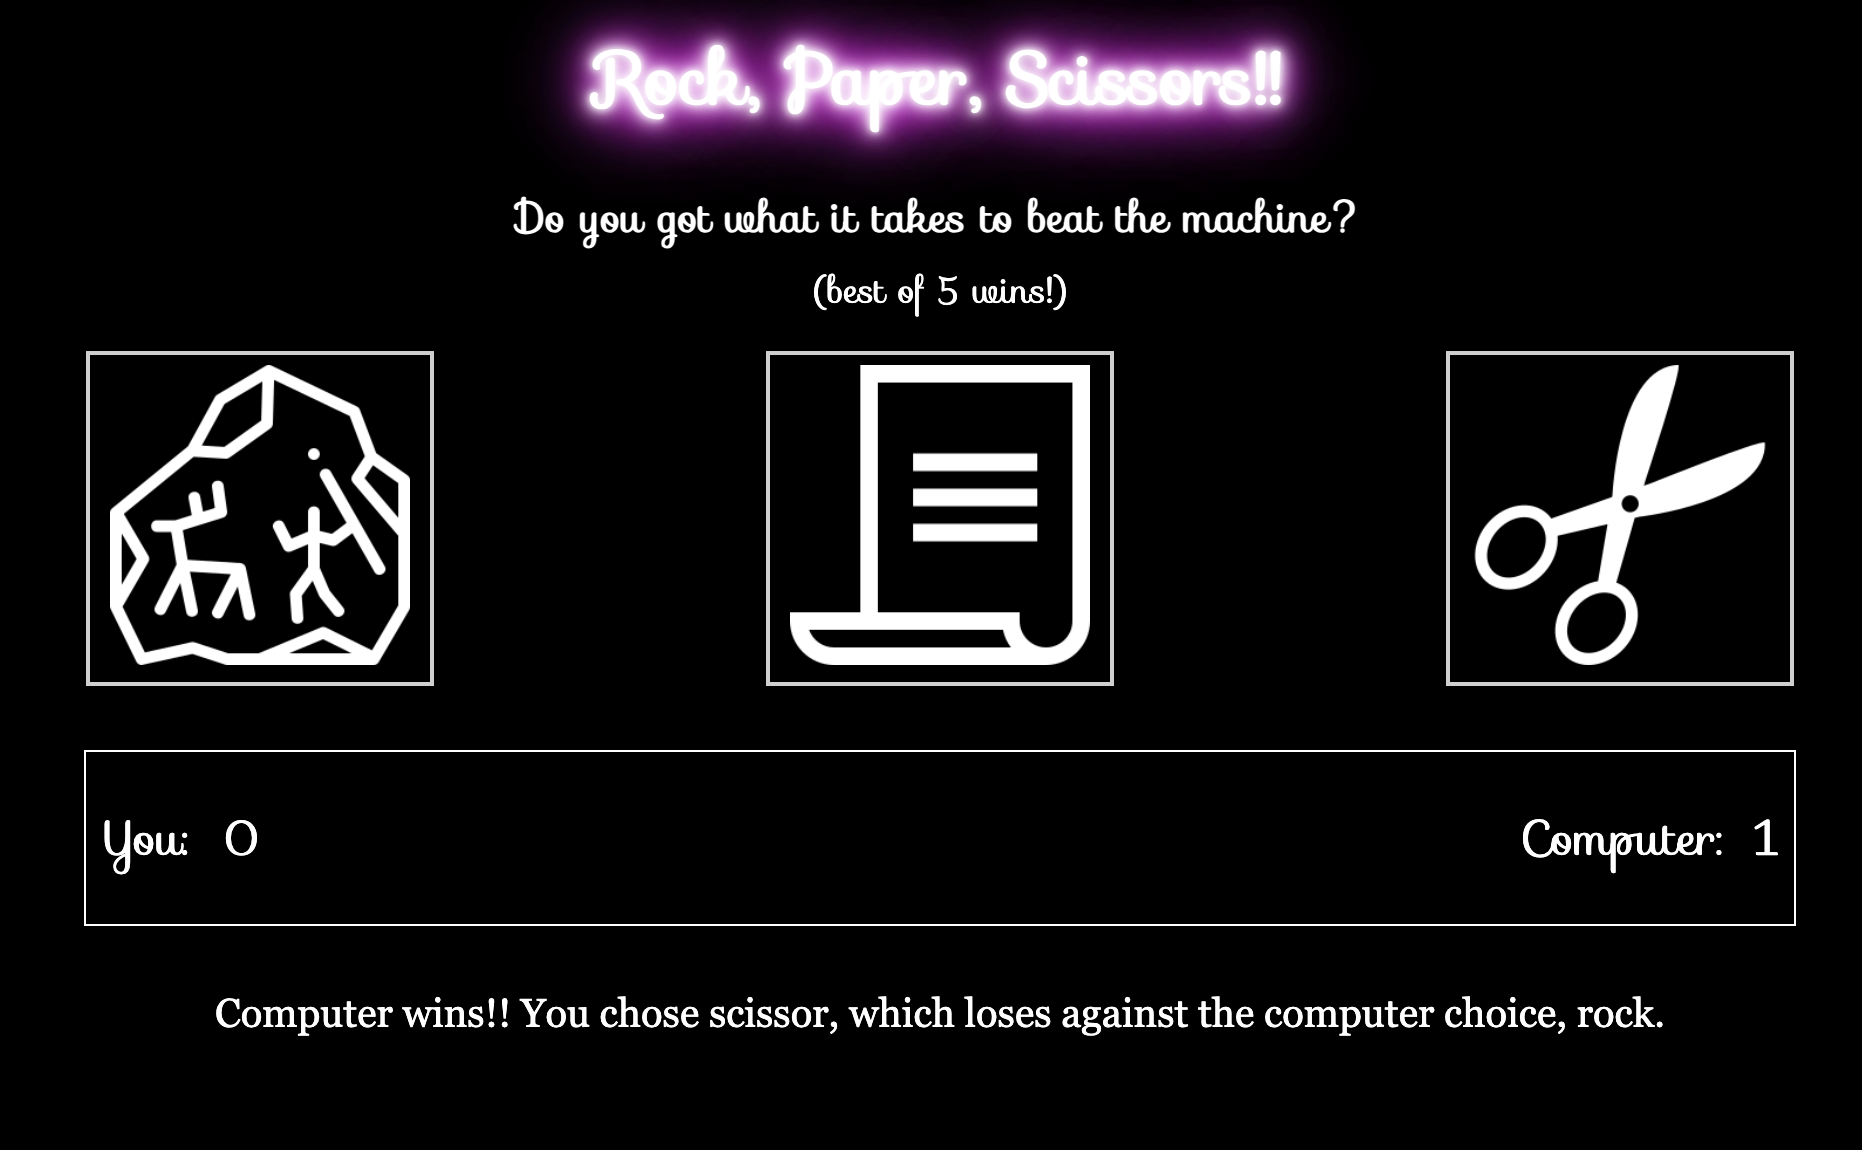 Rock, Paper, Scissors!!
Do you got what it takes to beat the machine?
(best of 5 wins!)
You: 0
Computer: 1
Computer wins!! You chose scissor, which loses against the computer choice, rock.